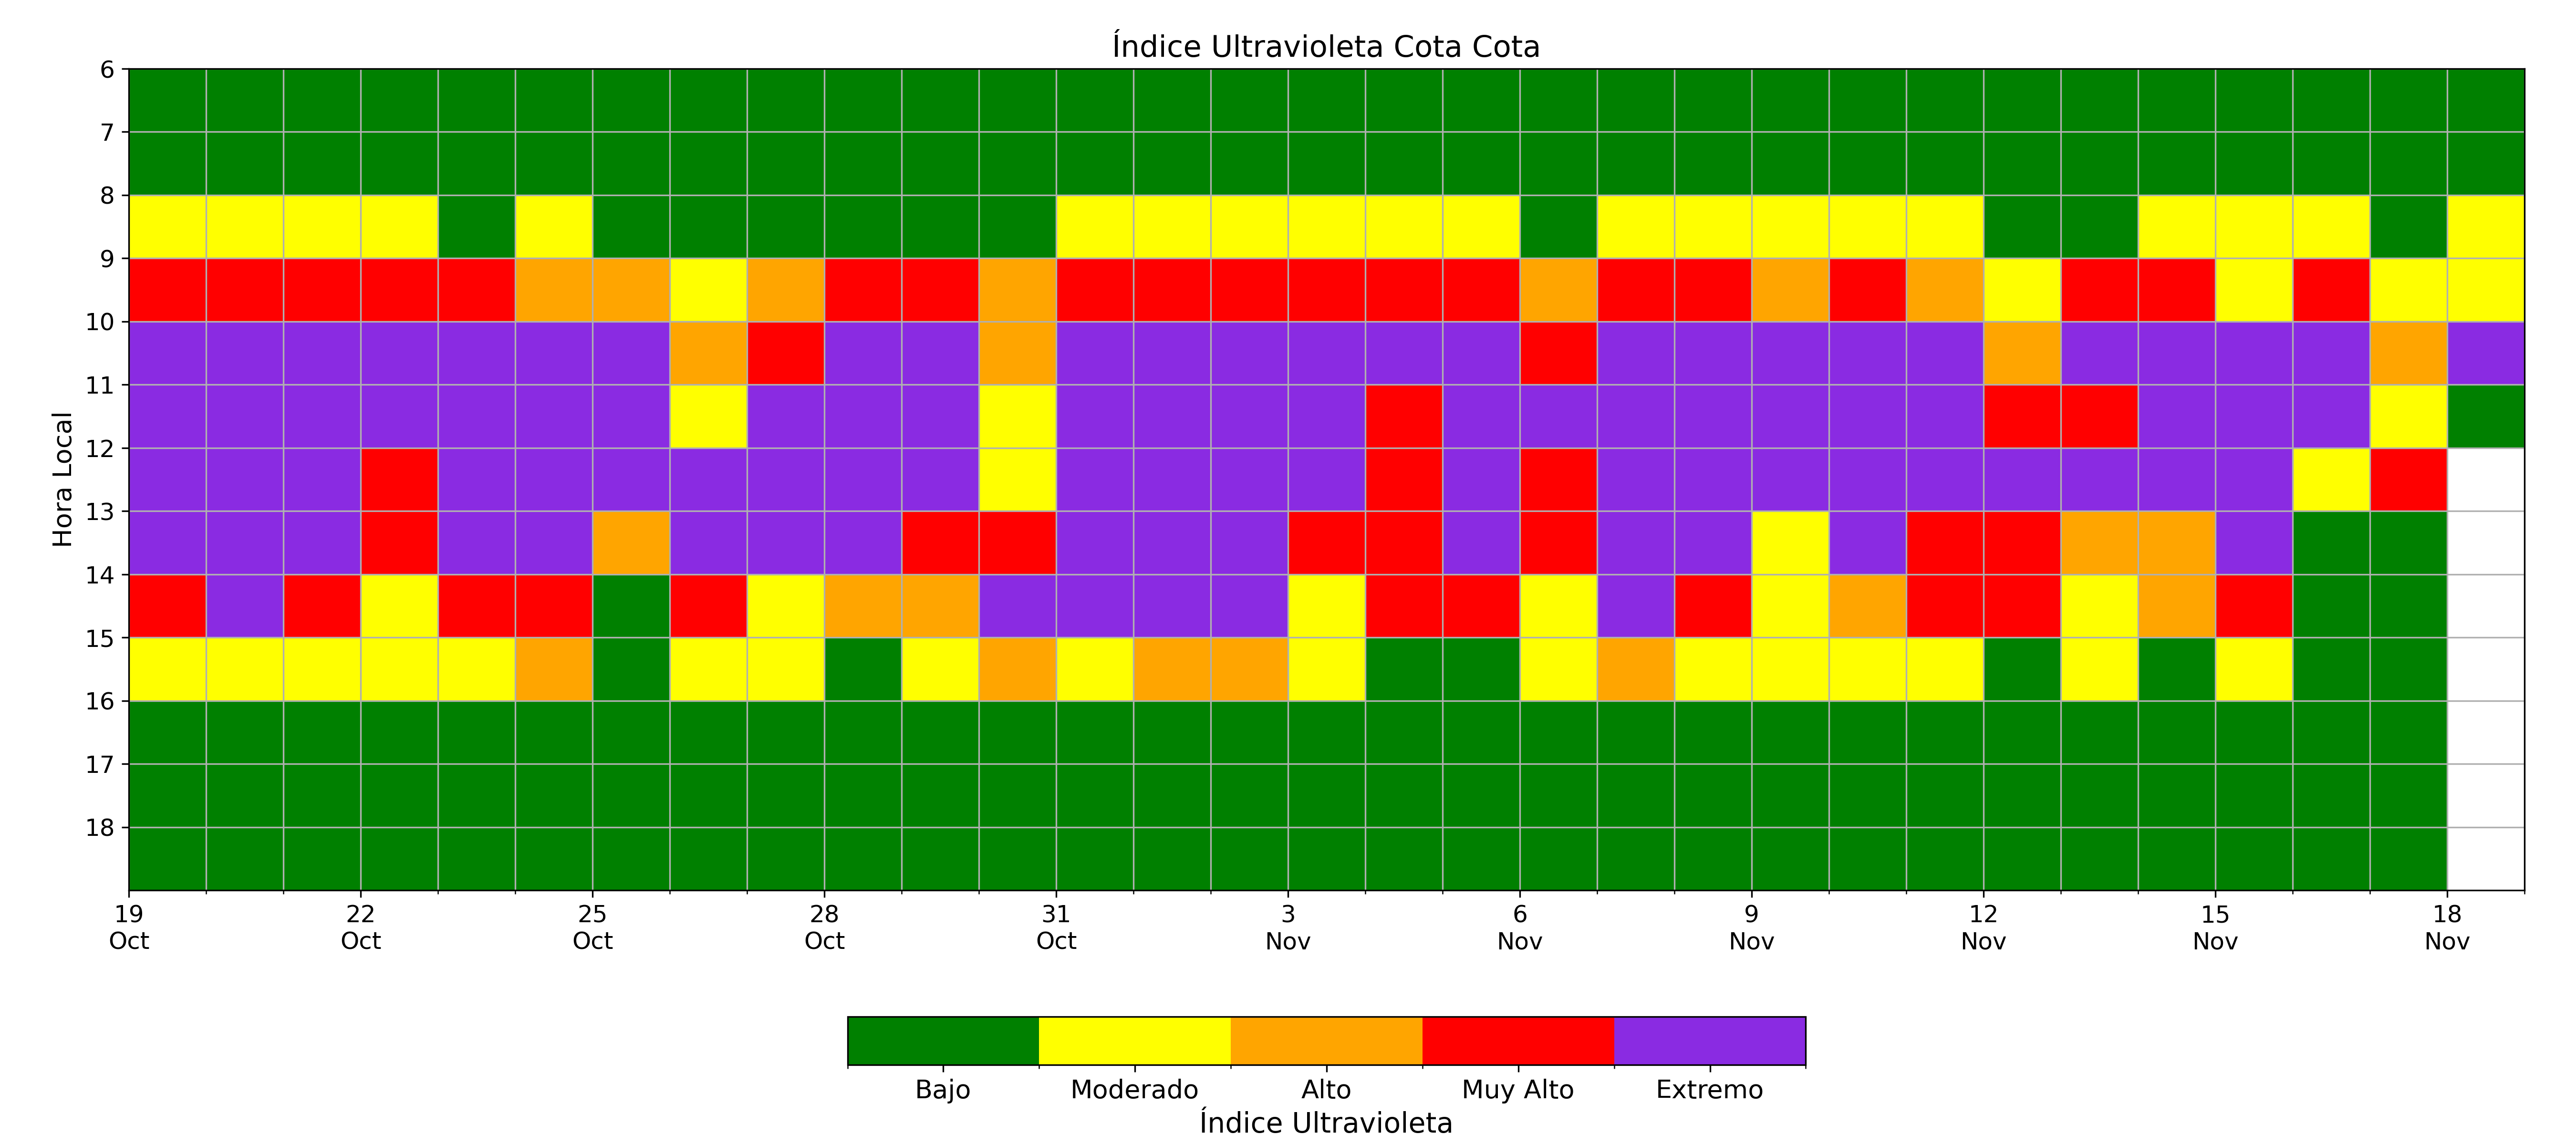 Índice Ultravioleta Cota Cota
Hora Local
6
7
8
9
10
11
12
13
14
15
16
17
18
19 22 25 28 31 3 6 9 12 15 18
Oct Oct Oct Oct Oct Nov Nov Nov Nov Nov Nov
Bajo Moderado Alto Muy Alto Extremo
Índice Ultravioleta